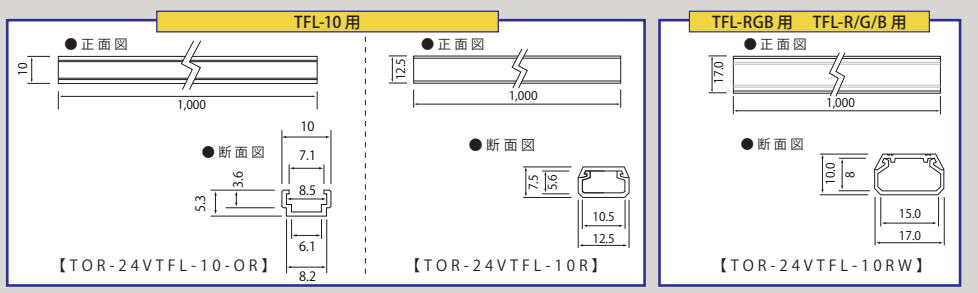 TFL-10 用
●正面図
10
1,000
●断面図
10
7.1
3.6
8.5
5.3
6.1
8.2
【TOR-24VTFL-10-OR】
●正面図
12.5
1,000
●断面図
7.5
5.6
10.5
12.5
【TOR-24VTFL-10R】
TFL-RGB 用 TFL-R/G/B 用
●正面図
17.0
1,000
●断面図
10.0
8
15.0
17.0
【TOR-24VTFL-10RW】